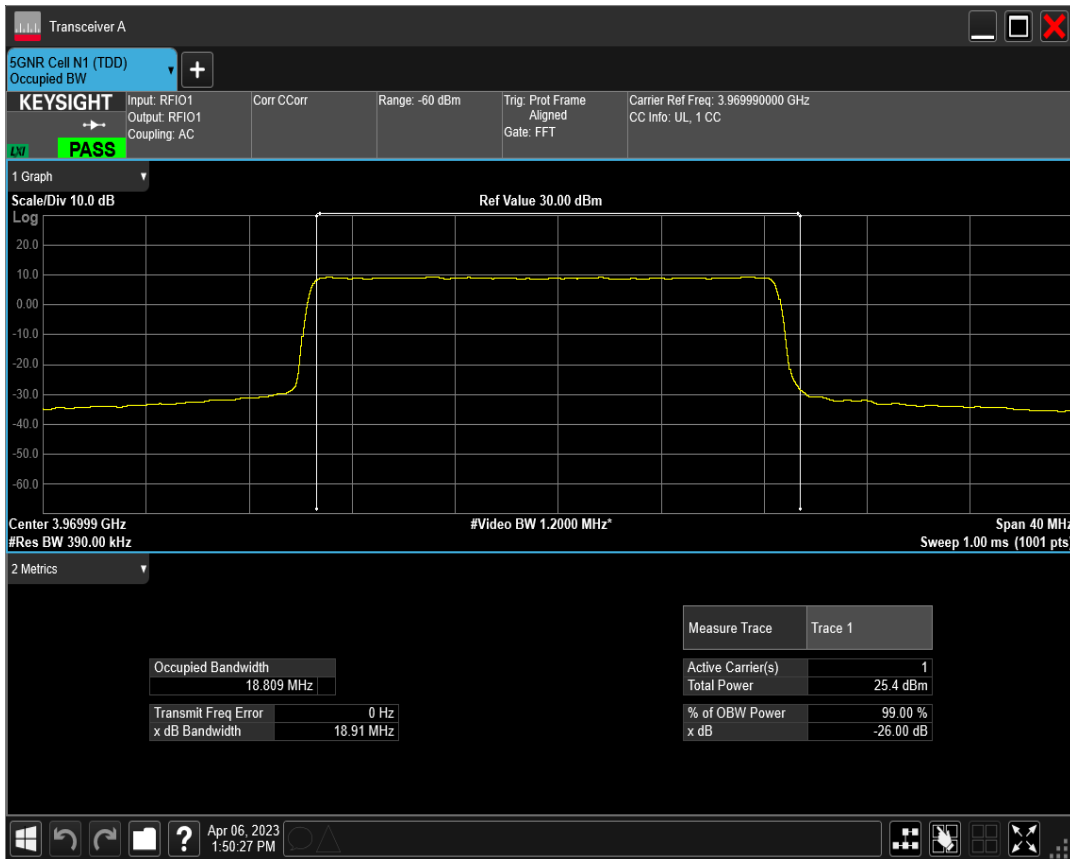 Transceiver A
5GNR Cell N1 (TDD)
Occupied BW
+
KEYSIGHT
LXI
PASS
Input: RFIO1
Output: RFIO1
Coupling: AC
Corr CCorr
Range: -60 dBm
Trig: Prot Frame
Aligned
Gate: FFT
Carrier Ref Freq: 3.969990000 GHz
CC Info: UL, 1 CC
1 Graph
Scale/Div 10.0 dB
Ref Value 30.00 dBm
Log
20.0
10.0
0.00
-10.0
-20.0
-30.0
-40.0
-50.0
-60.0
Center 3.96999 GHz
#Video BW 1.2000 MHz*
Span 40 MHz
#Res BW 390.00 kHz
Sweep 1.00 ms (1001 pts)
2 Metrics
Measure Trace Trace 1
Occupied Bandwidth
18.809 MHz
Active Carrier(s) 1
Total Power 25.4 dBm
Transmit Freq Error 0 Hz
x dB Bandwidth 18.91 MHz
% of OBW Power 99.00 %
x dB -26.00 dB
?
Apr 06, 2023
1:50:27 PM